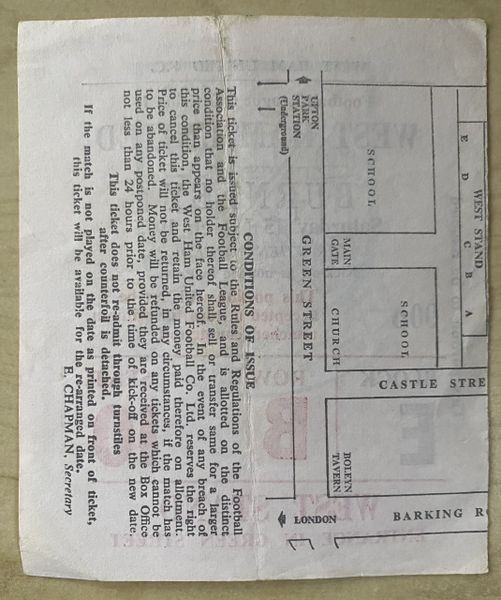 UPTON
PARK
STATION
(Underground)
SCHOOL
E D C B A
WEST STAND
MAIN
GATE
GREEN STREET
CHURCH
SCHOOL
CASTLE STRE
BOLEYN
TAVERN
LONDON
BARKING R
CONDITIONS OF ISSUE
This ticket is issued subject to the Rules and Regulations of the Football
Association and the Football League, and is allotted on the distinct
condition that no holder thereof shall sell or transfer same for a larger
price than appears on the face hereof. In the event of any breach of
this condition, the West Ham United Football Co. Ltd. reserves the right
to cancel this ticket and retain the money paid therefore on allotment.
Price of ticket will not be returned, in any circumstances, if the match has
to be abandoned. Money will be refunded on any tickets which cannot be
used on any postponed date, provided they are received at the Box Office
not less than 24 hours prior to the time of kick-off on the new date.
This ticket does not re-admit through turnstiles
after counterfoil is detached.
If the match is not played on the date as printed on front of ticket,
this ticket will be available for the re-arranged date.
E. CHAPMAN, Secretary